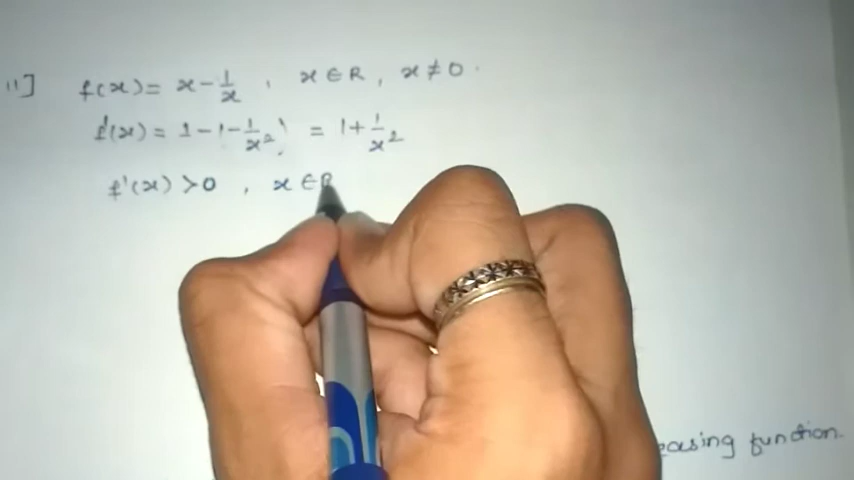 11] f(x) = x - 1/x , x ∈ R, x ≠ 0.
f'(x) = 1 - (-1/x²) = 1 + 1/x²
f'(x) > 0 , x ∈ R
easing function.